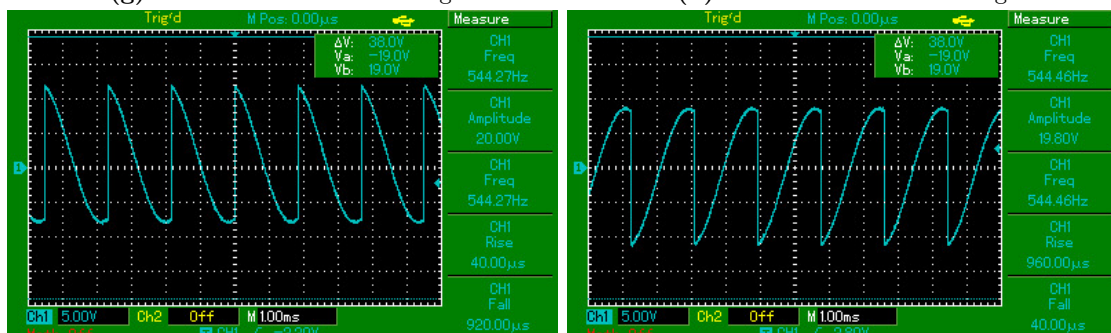 Trig'd M Pos: 0.00μs Measure
ΔV: 38.0V
Va: -19.0V
Vb: 19.0V
CH1
Freq
544.27Hz
CH1
Amplitude
20.00V
1
CH1
Freq
544.27Hz
CH1
Rise
40.00μs
CH1
Fall
920.00μs
Ch1 5.00V Ch2 Off M 1.00ms
Trig'd M Pos: 0.00μs Measure
ΔV: 38.0V
Va: -19.0V
Vb: 19.0V
CH1
Freq
544.46Hz
CH1
Amplitude
19.80V
1
CH1
Freq
544.46Hz
CH1
Rise
960.00μs
CH1
Fall
40.00μs
Ch1 5.00V Ch2 Off M 1.00ms